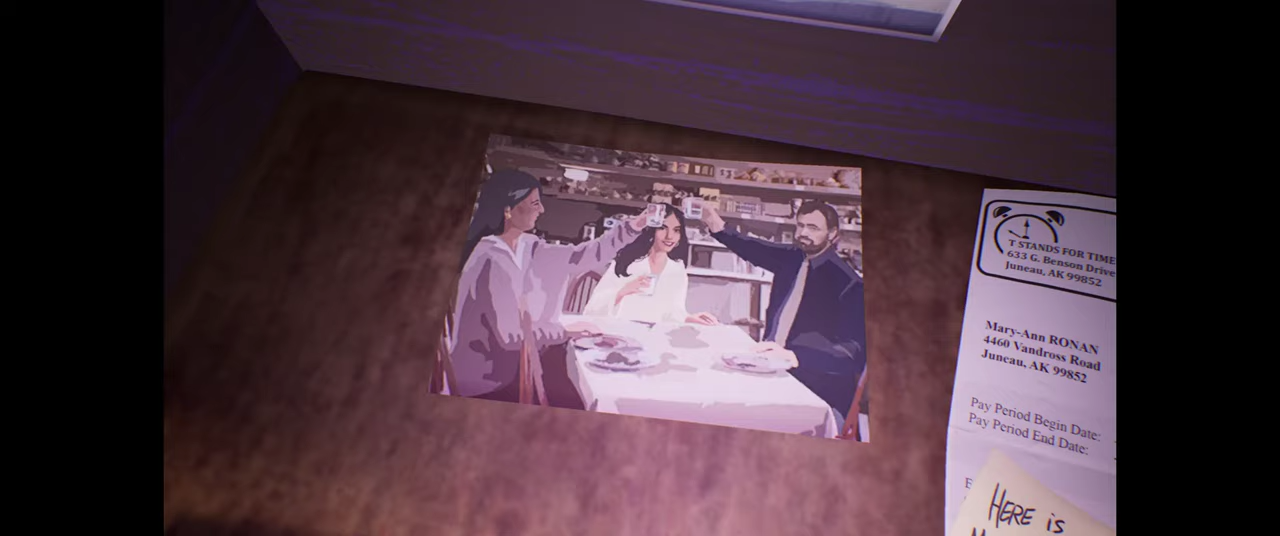 T STANDS FOR TIME
633 G. Benson Drive
Juneau, AK 99852
Mary-Ann RONAN
4460 Vandross Road
Juneau, AK 99852
Pay Period Begin Date:
Pay Period End Date:
HERE is